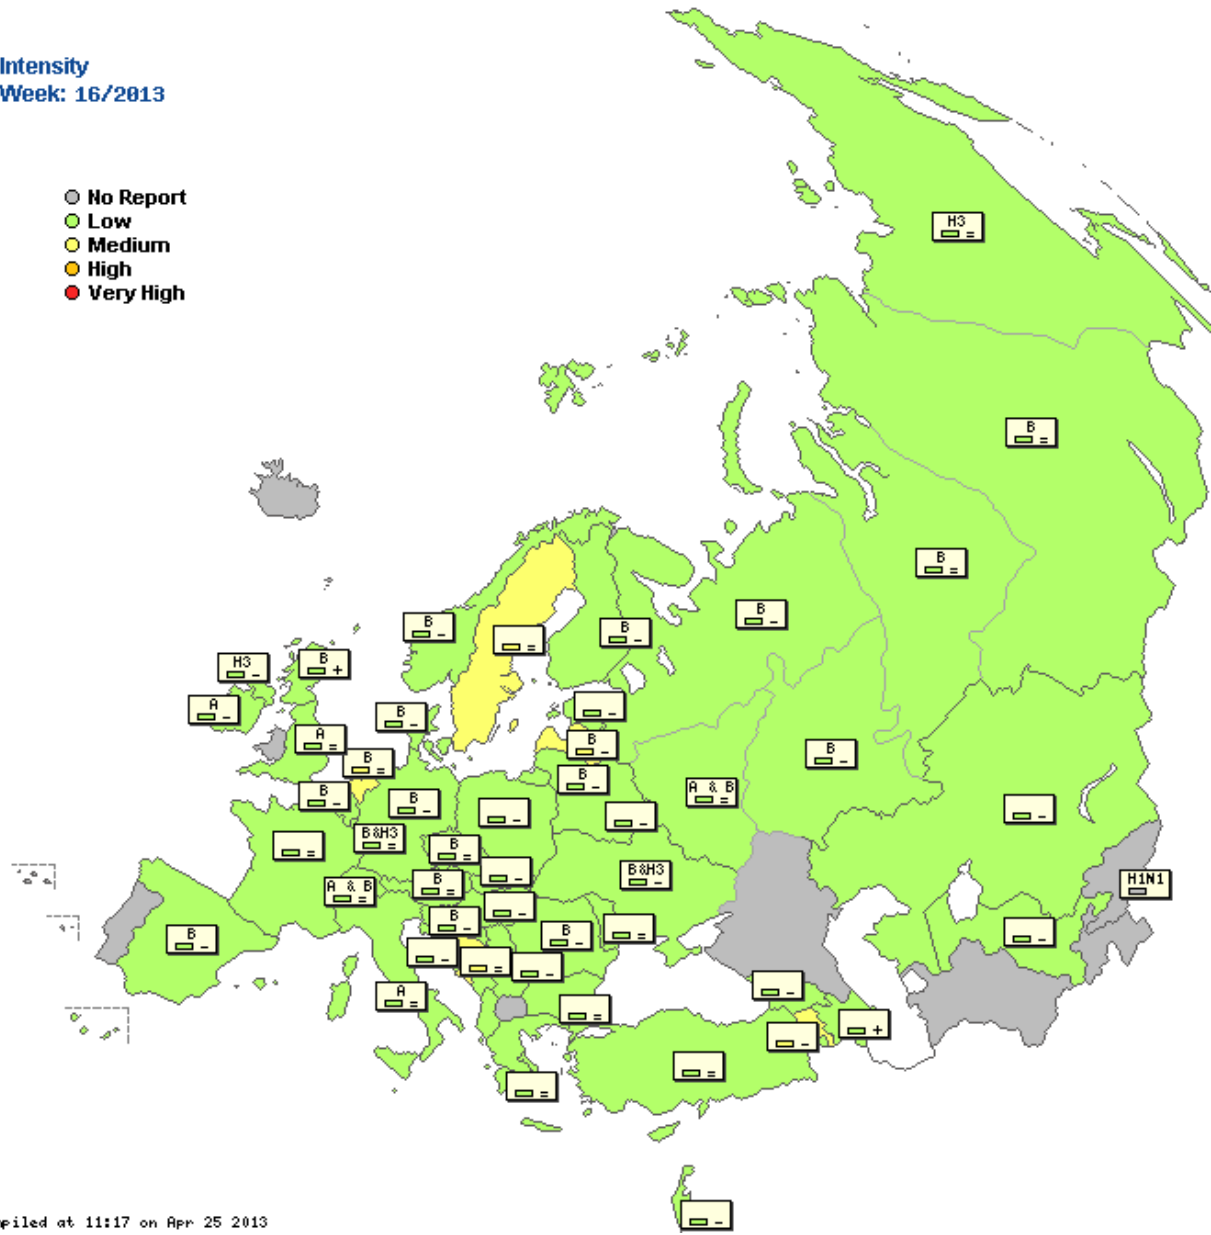 Intensity
Week: 16/2013
No Report
Low
Medium
High
Very High
H3
=
B
=
B
=
B
-
B
-
=
B
-
H3
-
B
+
A
-
B
-
-
A
=
B
-
B
=
B
-
A & B
=
B
-
B
-
B
-
-
-
-
=
B&H3
=
B
=
-
B&H3
-
H1N1
A & B
=
B
=
-
B
-
B
-
B
-
=
-
-
=
-
A
=
-
=
+
-
=
=
-
piled at 11:17 on Apr 25 2013